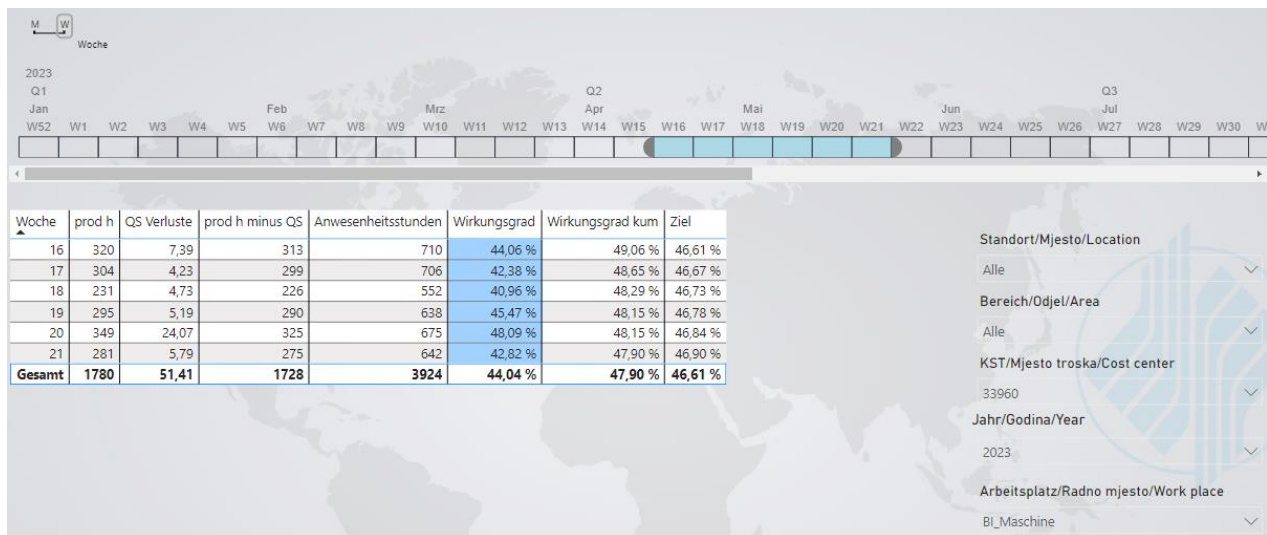 M W
Woche
2023
Q1 Q2 Q3
Jan Feb Mrz Apr Mai Jun Jul
W52 W1 W2 W3 W4 W5 W6 W7 W8 W9 W10 W11 W12 W13 W14 W15 W16 W17 W18 W19 W20 W21 W22 W23 W24 W25 W26 W27 W28 W29 W30 W
Woche prod h QS Verluste prod h minus QS Anwesenheitsstunden Wirkungsgrad Wirkungsgrad kum Ziel
16 320 7,39 313 710 44,06 % 49,06 % 46,61 %
17 304 4,23 299 706 42,38 % 48,65 % 46,67 %
18 231 4,73 226 552 40,96 % 48,29 % 46,73 %
19 295 5,19 290 638 45,47 % 48,15 % 46,78 %
20 349 24,07 325 675 48,09 % 48,15 % 46,84 %
21 281 5,79 275 642 42,82 % 47,90 % 46,90 %
Gesamt 1780 51,41 1728 3924 44,04 % 47,90 % 46,61 %
Standort/Mjesto/Location
Alle
Bereich/Odjel/Area
Alle
KST/Mjesto troska/Cost center
33960
Jahr/Godina/Year
2023
Arbeitsplatz/Radno mjesto/Work place
BI_Maschine